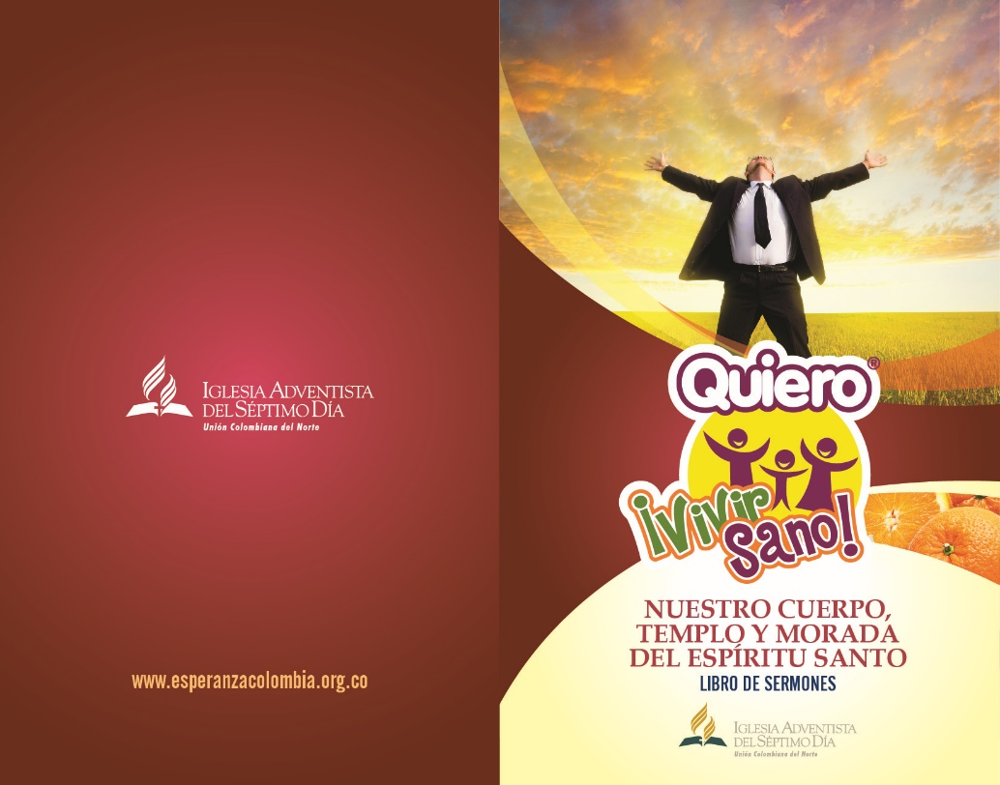 IGLESIA ADVENTISTA
DEL SÉPTIMO DÍA
Unión Colombiana del Norte
www.esperanzacolombia.org.co
Quiero®
¡Vivir
Sano!
NUESTRO CUERPO,
TEMPLO Y MORADA
DEL ESPÍRITU SANTO
LIBRO DE SERMONES
IGLESIA ADVENTISTA
DEL SÉPTIMO DÍA
Unión Colombiana del Norte